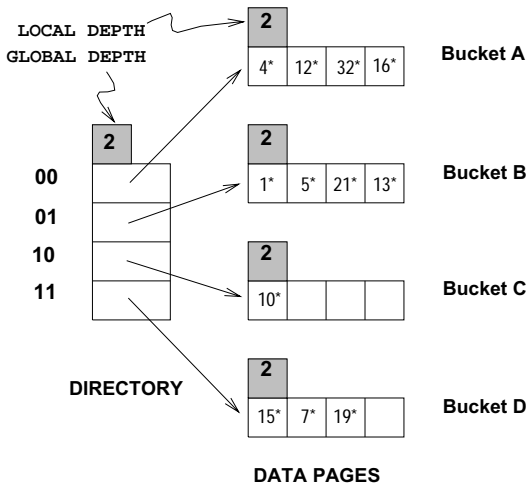 LOCAL DEPTH
GLOBAL DEPTH
2
00
01
10
11
DIRECTORY
2
4* 12* 32* 16*
Bucket A
2
1* 5* 21* 13*
Bucket B
2
10*
Bucket C
2
15* 7* 19*
Bucket D
DATA PAGES